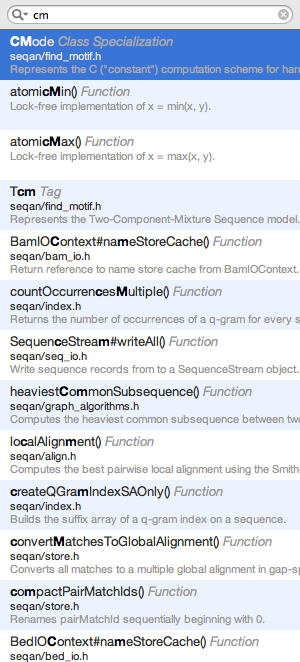 cm
CMode Class Specialization
seqan/find_motif.h
Represents the C ("constant") computation scheme for han
atomicMin() Function
Lock-free implementation of x = min(x, y).
atomicMax() Function
Lock-free implementation of x = max(x, y).
Tcm Tag
seqan/find_motif.h
Represents the Two-Component-Mixture Sequence model.
BamIOContext#nameStoreCache() Function
seqan/bam_io.h
Return reference to name store cache from BamIOContext.
countOccurrencesMultiple() Function
seqan/index.h
Returns the number of occurrences of a q-gram for every s
SequenceStream#writeAll() Function
seqan/seq_io.h
Write sequence records from to a SequenceStream object.
heaviestCommonSubsequence() Function
seqan/graph_algorithms.h
Computes the heaviest common subsequence between two
localAlignment() Function
seqan/align.h
Computes the best pairwise local alignment using the Smith-
createQGramIndexSAOnly() Function
seqan/index.h
Builds the suffix array of a q-gram index on a sequence.
convertMatchesToGlobalAlignment() Function
seqan/store.h
Converts all matches to a multiple global alignment in gap-sp
compactPairMatchIds() Function
seqan/store.h
Renames pairMatchId sequentially beginning with 0.
BedIOContext#nameStoreCache() Function
seqan/bed_io.h